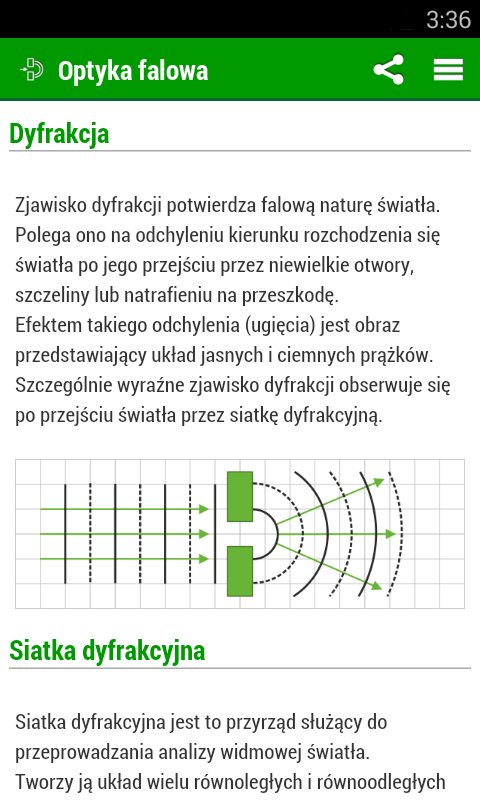 3:36
Optyka falowa
Dyfrakcja
Zjawisko dyfrakcji potwierdza falową naturę światła.
Polega ono na odchyleniu kierunku rozchodzenia się
światła po jego przejściu przez niewielkie otwory,
szczeliny lub natrafieniu na przeszkodę.
Efektem takiego odchylenia (ugięcia) jest obraz
przedstawiający układ jasnych i ciemnych prążków.
Szczególnie wyraźne zjawisko dyfrakcji obserwuje się
po przejściu światła przez siatkę dyfrakcyjną.
Siatka dyfrakcyjna
Siatka dyfrakcyjna jest to przyrząd służący do
przeprowadzania analizy widmowej światła.
Tworzy ją układ wielu równoległych i równoodległych